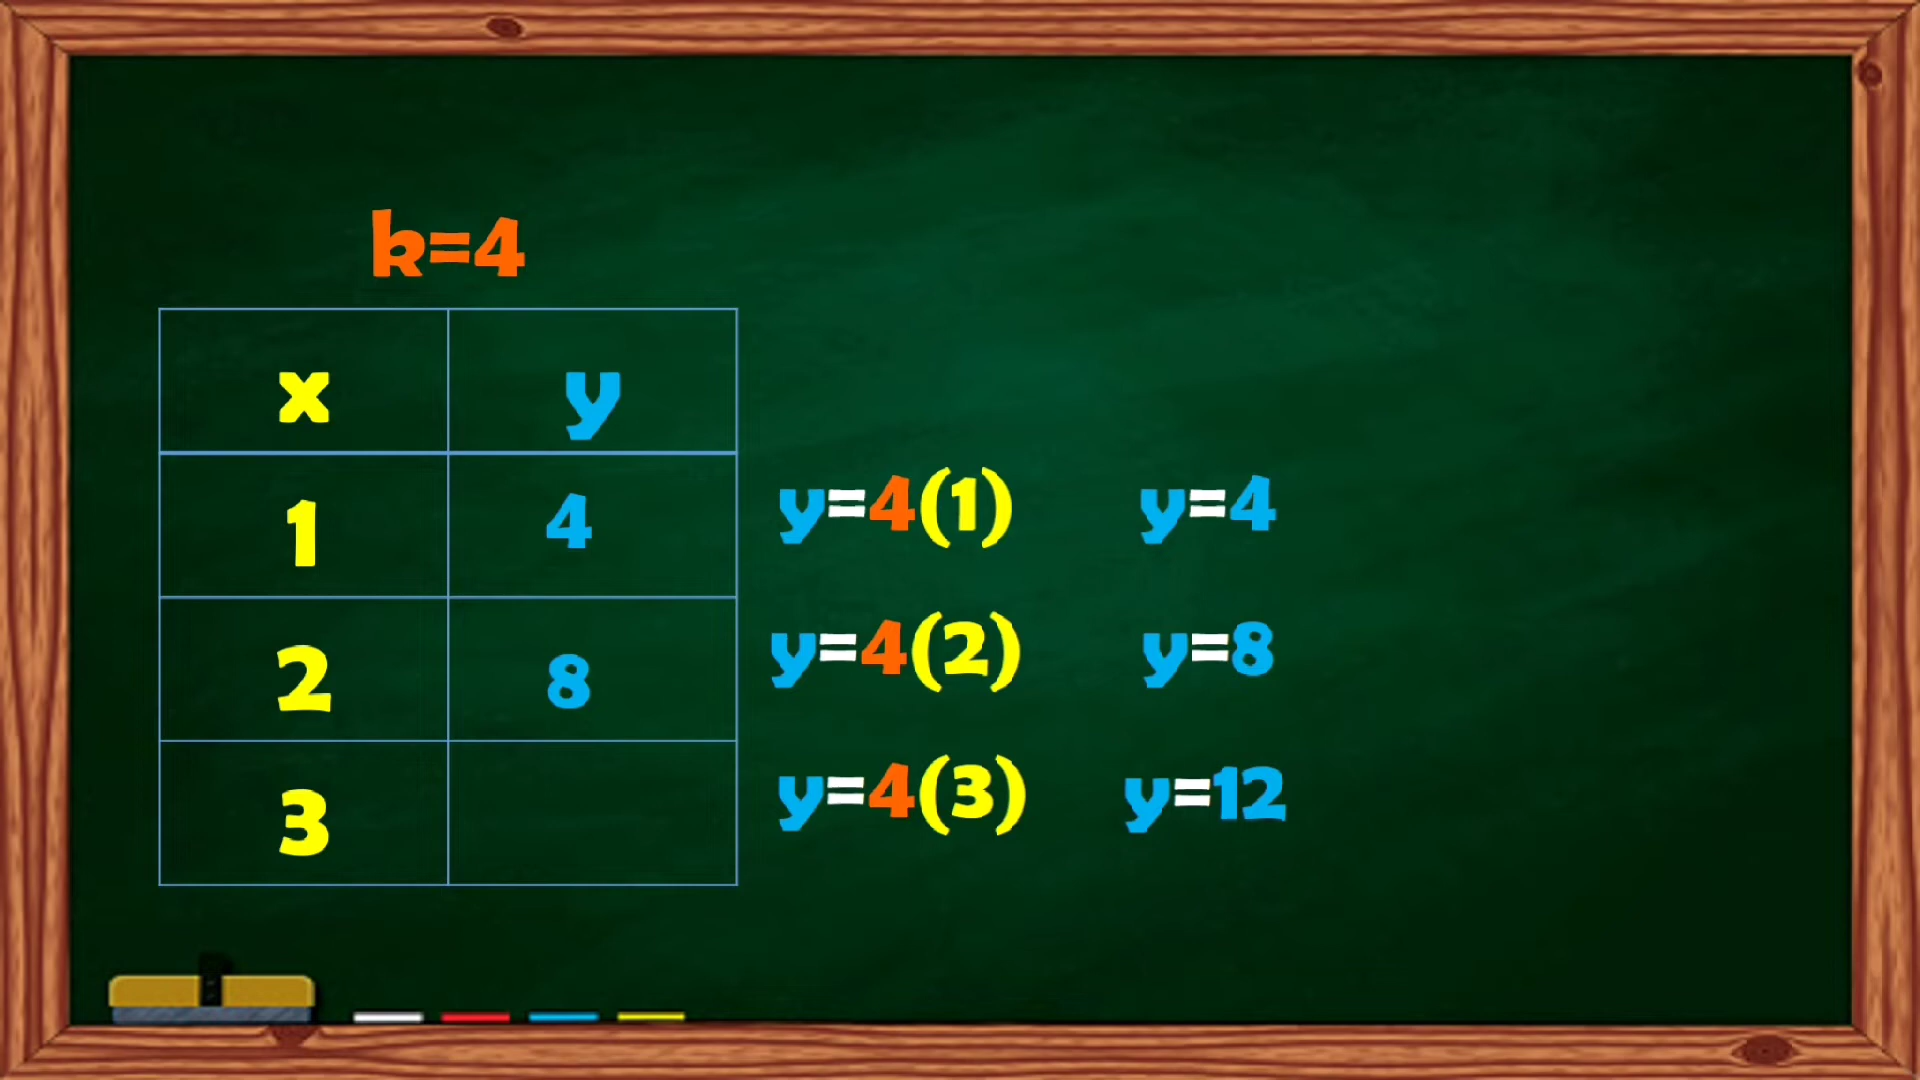 k=4
x y
1 4 y=4(1) y=4
2 8 y=4(2) y=8
3 y=4(3) y=12